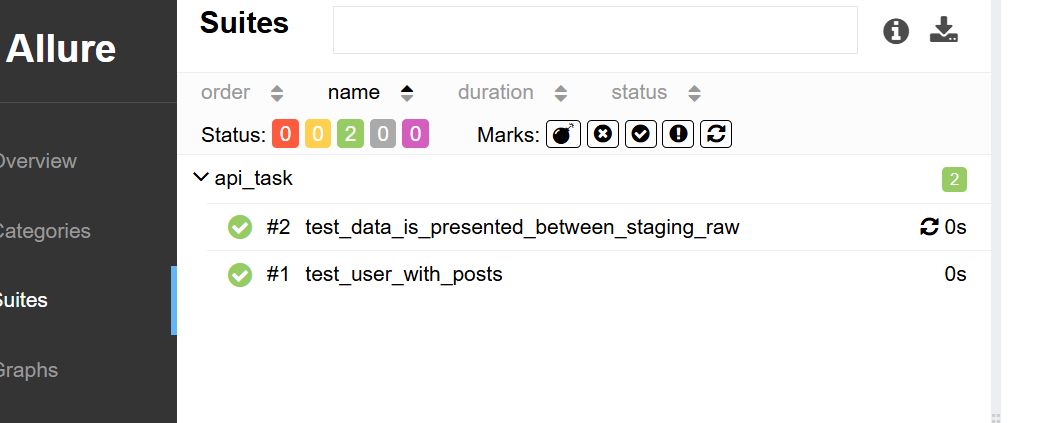 Suites
Allure
order name duration status
Status: 0 0 2 0 0 Marks:
Overview
api_task 2
#2 test_data_is_presented_between_staging_raw 0s
Categories
#1 test_user_with_posts 0s
Suites
Graphs